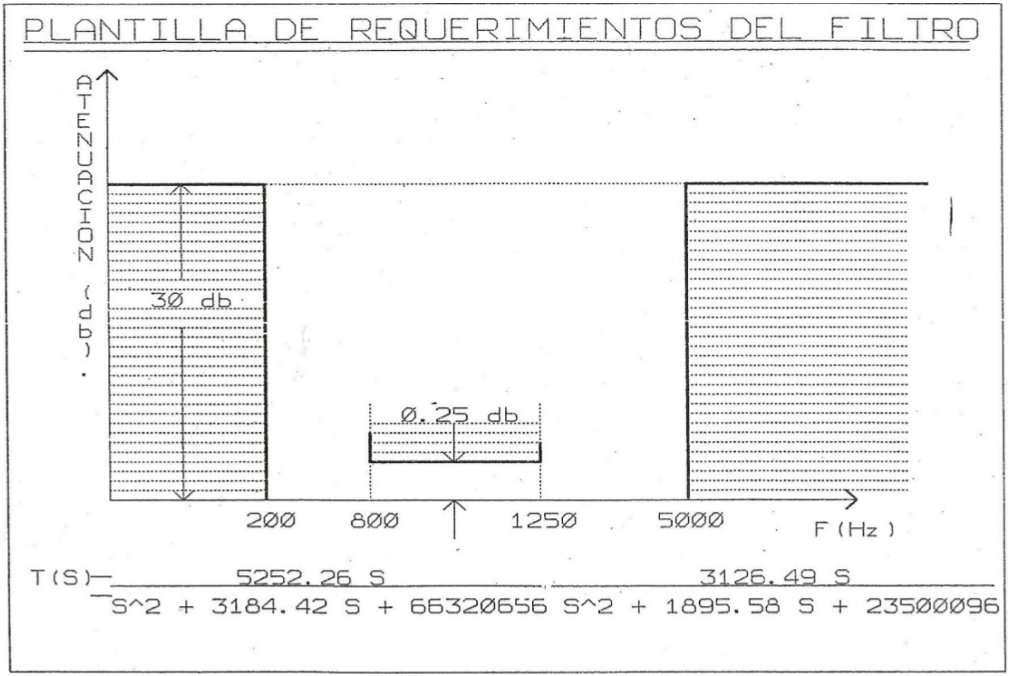 PLANTILLA DE REQUERIMIENTOS DEL FILTRO
ATENUACION (db).
30 db
0.25 db
200 800 1250 5000
F(Hz)
T(S)= 5252.26 S . 3126.49 S
S^2 + 3184.42 S + 66320656 S^2 + 1895.58 S + 23500096